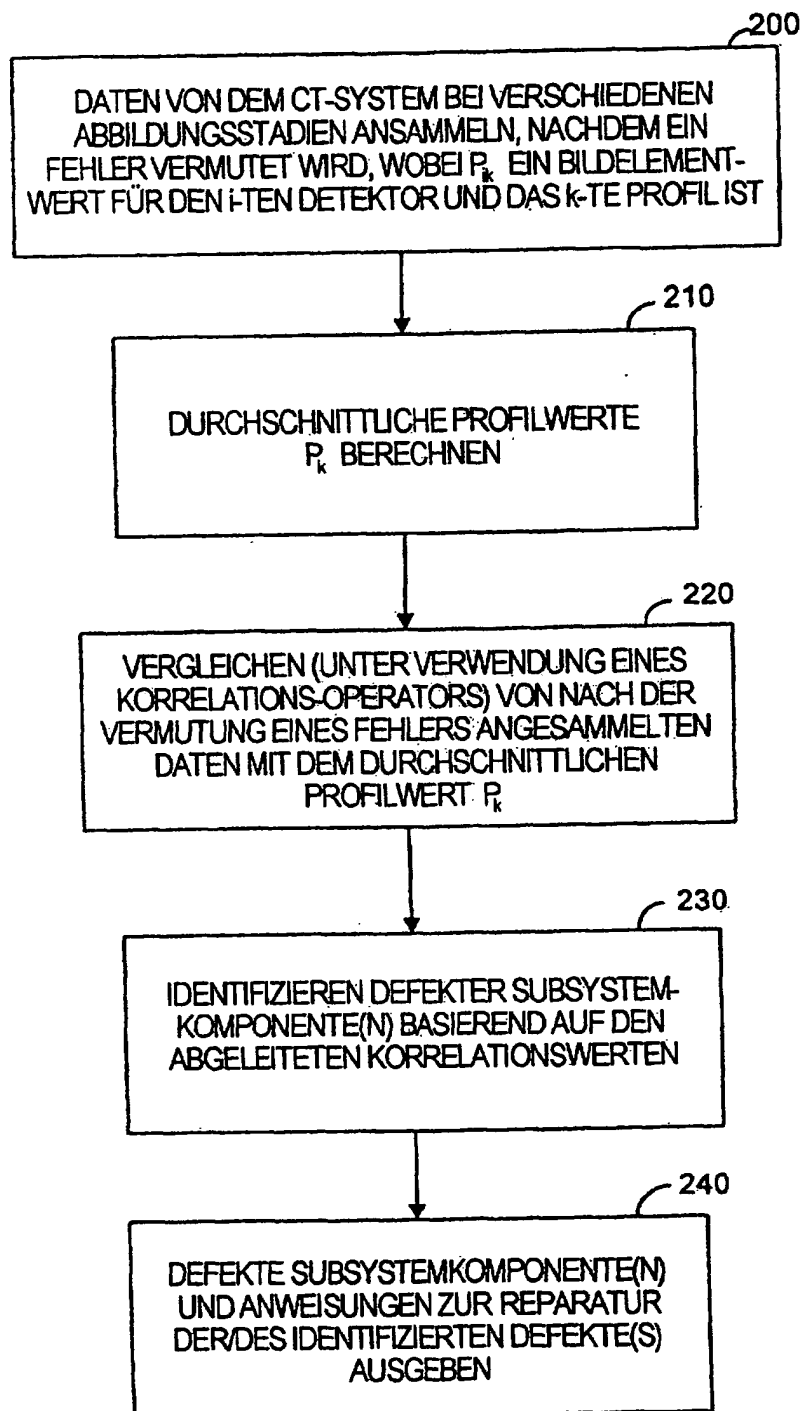 200
DATEN VON DEM CT-SYSTEM BEI VERSCHIEDENEN
ABBILDUNGSSTADIEN ANSAMMELN, NACHDEM EIN
FEHLER VERMUTET WIRD, WOBEI P_ik EIN BILDELEMENT-
WERT FÜR DEN i-TEN DETEKTOR UND DAS k-TE PROFIL IST
210
DURCHSCHNITTLICHE PROFILWERTE
P_k BERECHNEN
220
VERGLEICHEN (UNTER VERWENDUNG EINES
KORRELATIONS-OPERATORS) VON NACH DER
VERMUTUNG EINES FEHLERS ANGESAMMELTEN
DATEN MIT DEM DURCHSCHNITTLICHEN
PROFILWERT P_k
230
IDENTIFIZIEREN DEFEKTER SUBSYSTEM-
KOMPONENTE(N) BASIEREND AUF DEN
ABGELEITETEN KORRELATIONSWERTEN
240
DEFEKTE SUBSYSTEMKOMPONENTE(N)
UND ANWEISUNGEN ZUR REPARATUR
DER/DES IDENTIFIZIERTEN DEFEKTE(S)
AUSGEBEN